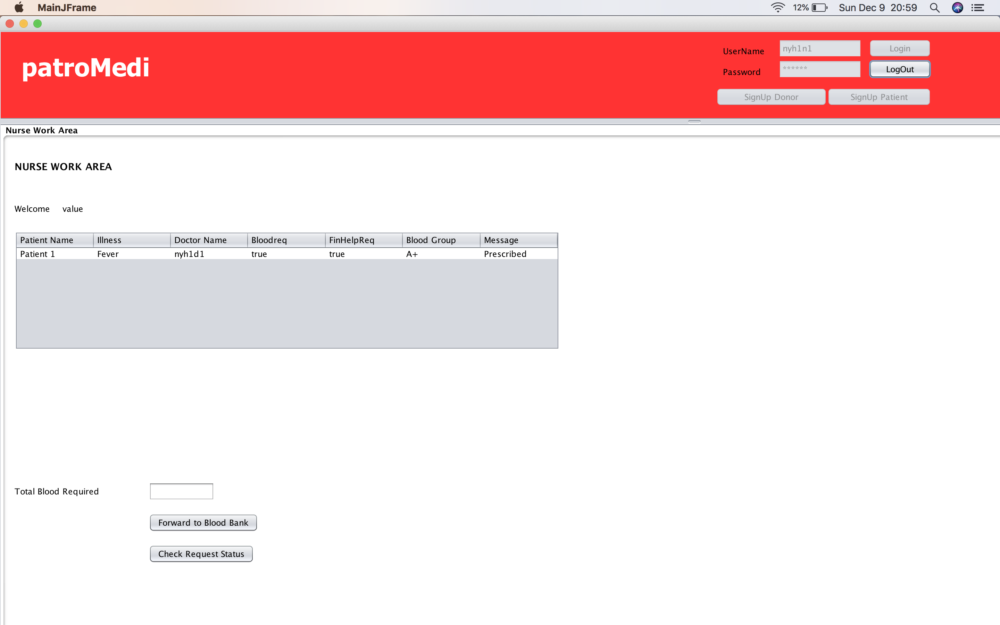 MainJFrame 12% Sun Dec 9 20:59
patroMedi
UserName nyh1n1 Login
Password ****** LogOut
SignUp Donor SignUp Patient
Nurse Work Area
NURSE WORK AREA
Welcome value
Patient Name Illness Doctor Name Bloodreq FinHelpReq Blood Group Message
Patient 1 Fever nyh1d1 true true A+ Prescribed
Total Blood Required
Forward to Blood Bank
Check Request Status